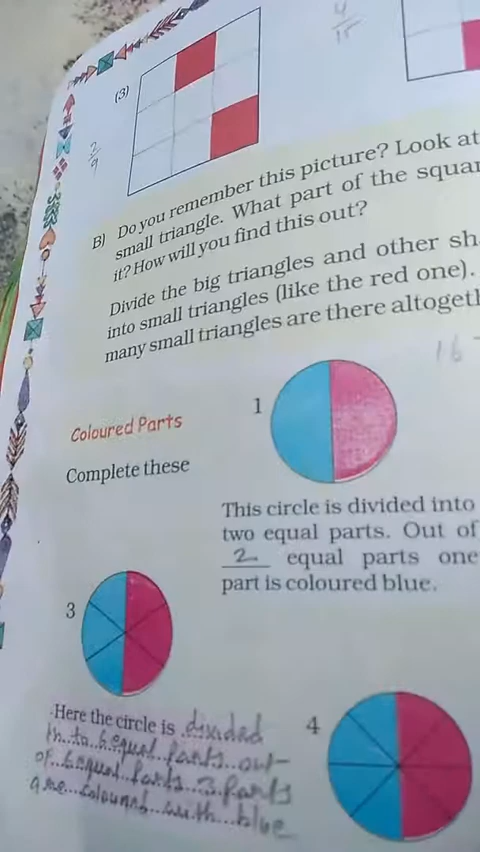 4/15
(3)
2/9
B) Do you remember this picture? Look at
small triangle. What part of the squar
it? How will you find this out?
Divide the big triangles and other sh
into small triangles (like the red one).
many small triangles are there altogeth
16
Coloured Parts
Complete these
1
This circle is divided into
two equal parts. Out of
2 equal parts one
part is coloured blue.
3
Here the circle is divided
in to 6 equal parts out
of 6 equal parts 3 parts
are coloured with blue
4